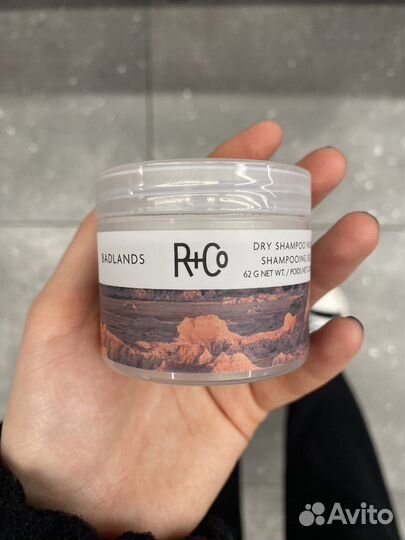 BADLANDS
R+Co
DRY SHAMPOO
SHAMPOOING
62 G NET WT. / POIDS NET
Avito